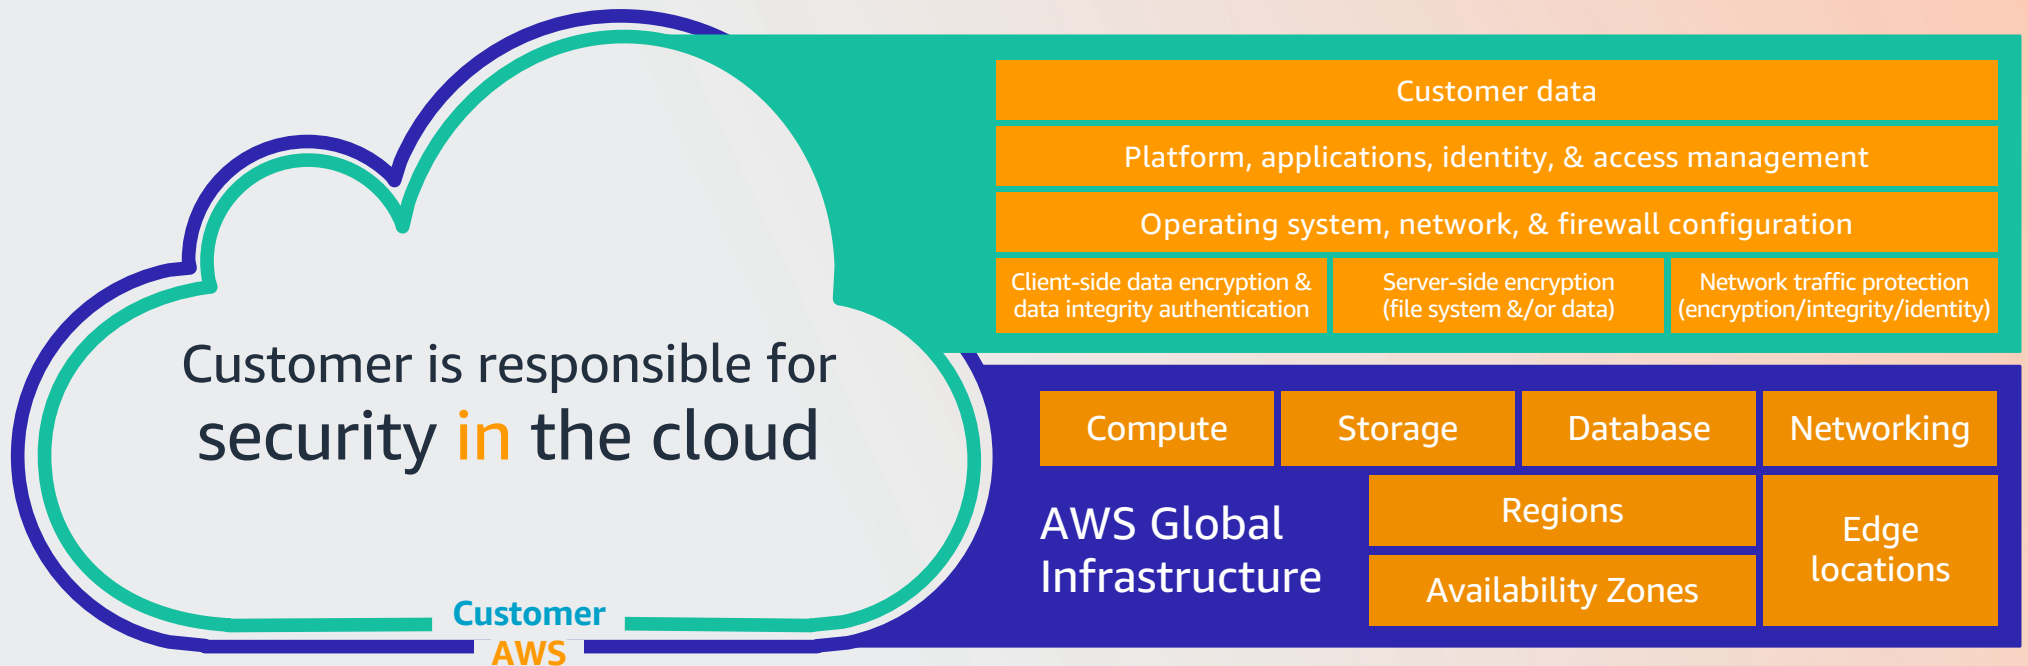 Customer is responsible for
security in the cloud
Customer
AWS
Customer data
Platform, applications, identity, & access management
Operating system, network, & firewall configuration
Client-side data encryption &
data integrity authentication
Server-side encryption
(file system &/or data)
Network traffic protection
(encryption/integrity/identity)
Compute
Storage
Database
Networking
AWS Global
Infrastructure
Regions
Availability Zones
Edge
locations